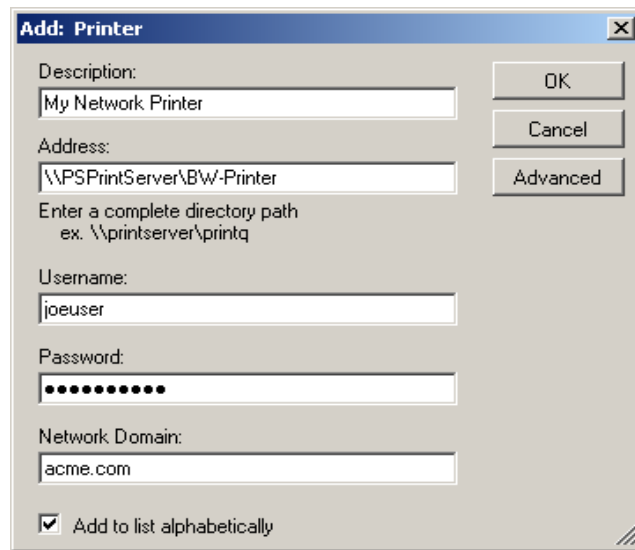 Add: Printer
Description:
My Network Printer
OK
Address:
Cancel
\\PSPrintServer\BW-Printer
Advanced
Enter a complete directory path
ex. \\printserver\printq
Username:
joeuser
Password:
●●●●●●●●●●
Network Domain:
acme.com
Add to list alphabetically